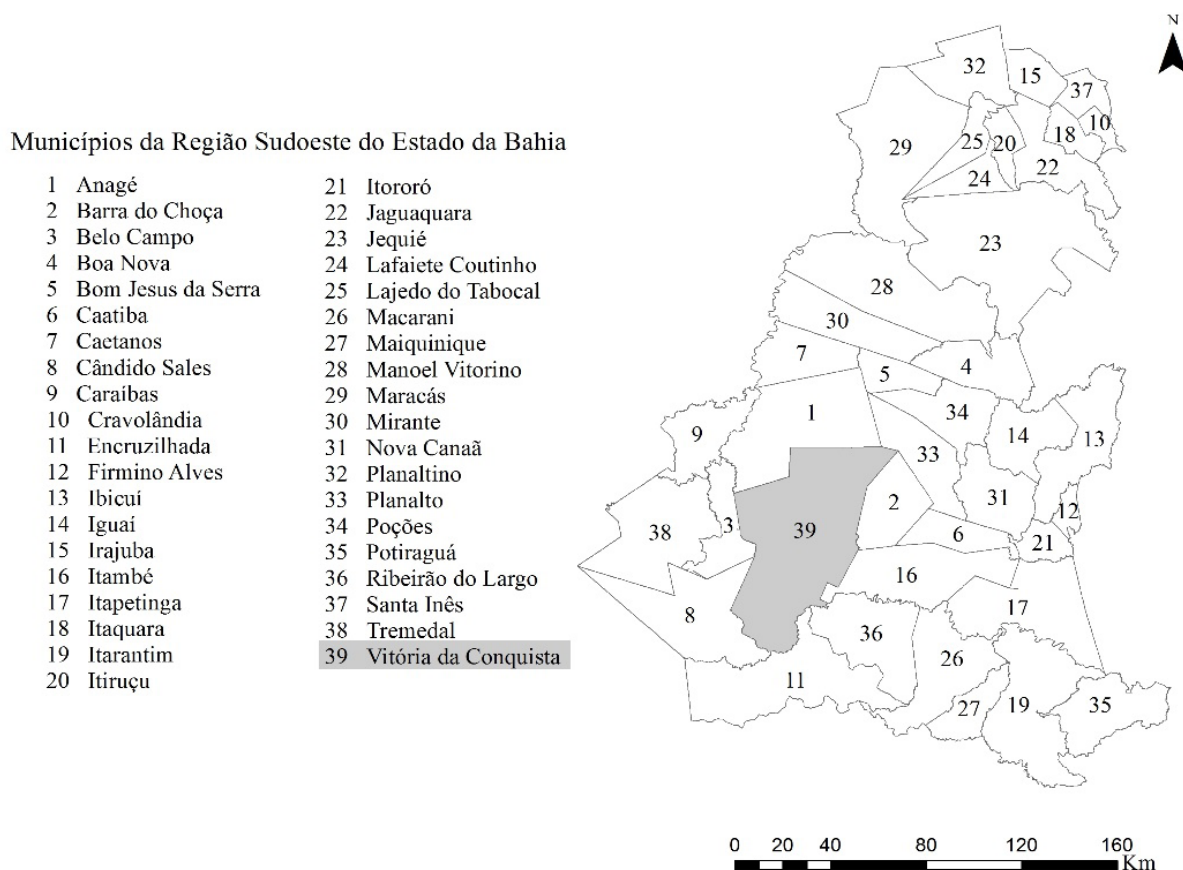 Municípios da Região Sudoeste do Estado da Bahia
1 Anagé
2 Barra do Choça
3 Belo Campo
4 Boa Nova
5 Bom Jesus da Serra
6 Caatiba
7 Caetanos
8 Cândido Sales
9 Caraíbas
10 Cravolândia
11 Encruzilhada
12 Firmino Alves
13 Ibicuí
14 Iguaí
15 Irajuba
16 Itambé
17 Itapetinga
18 Itaquara
19 Itarantim
20 Itiruçu
21 Itororó
22 Jaguaquara
23 Jequié
24 Lafaiete Coutinho
25 Lajedo do Tabocal
26 Macarani
27 Maiquinique
28 Manoel Vitorino
29 Maracás
30 Mirante
31 Nova Canaã
32 Planaltino
33 Planalto
34 Poções
35 Potiraguá
36 Ribeirão do Largo
37 Santa Inês
38 Tremedal
39 Vitória da Conquista
N
32
15
37
29
25
20
18
10
24
22
23
28
30
7
5
4
1
34
9
33
14
13
38
3
39
2
31
12
6
21
16
8
36
17
26
11
27
19
35
0 20 40 80 120 160
Km